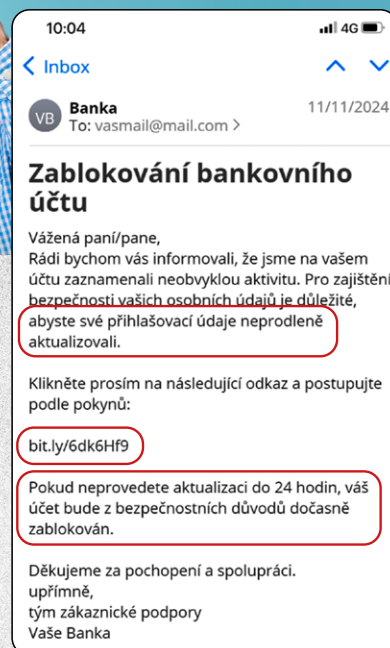 10:04
4G
Inbox
VB
Banka
11/11/2024
To: vasmail@mail.com >
Zablokování bankovního
účtu
Vážená paní/pane,
Rádi bychom vás informovali, že jsme na vašem
účtu zaznamenali neobvyklou aktivitu. Pro zajištění
bezpečnosti vašich osobních údajů je důležité,
abyste své přihlašovací údaje neprodleně
aktualizovali.
Klikněte prosím na následující odkaz a postupujte
podle pokynů:
bit.ly/6dk6Hf9
Pokud neprovedete aktualizaci do 24 hodin, váš
účet bude z bezpečnostních důvodů dočasně
zablokován.
Děkujeme za pochopení a spolupráci.
upřímně,
tým zákaznické podpory
Vaše Banka